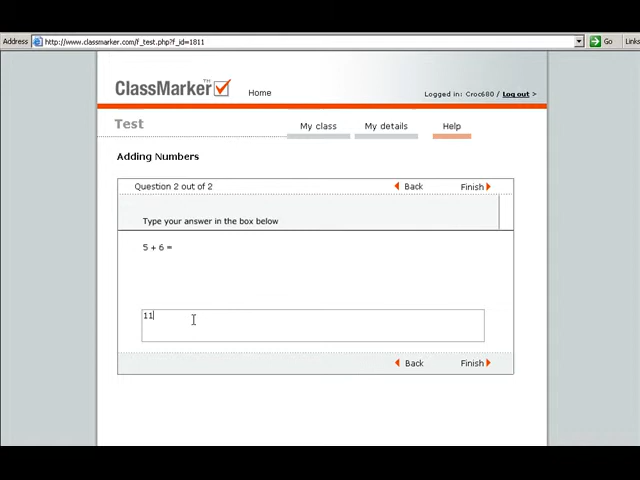 Address http://www.classmarker.com/f_test.php?f_id=1811 Go Links
ClassMarker™ Home Logged in: Croc680 / Log out >
Test My class My details Help
Adding Numbers
Question 2 out of 2 Back Finish
Type your answer in the box below
5 + 6 =
11
Back Finish